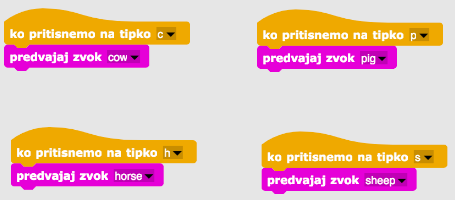 ko pritisnemo na tipko c
predvajaj zvok cow
ko pritisnemo na tipko p
predvajaj zvok pig
ko pritisnemo na tipko h
predvajaj zvok horse
ko pritisnemo na tipko s
predvajaj zvok sheep